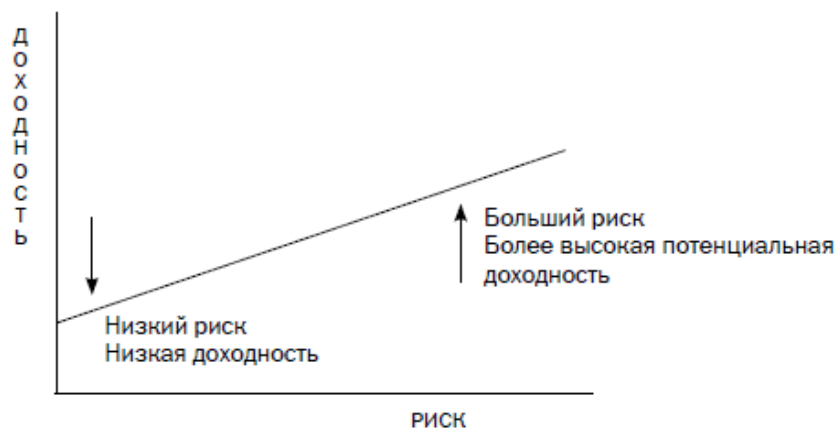 ДОХОДНОСТЬ
Больший риск
Более высокая потенциальная
доходность
Низкий риск
Низкая доходность
РИСК